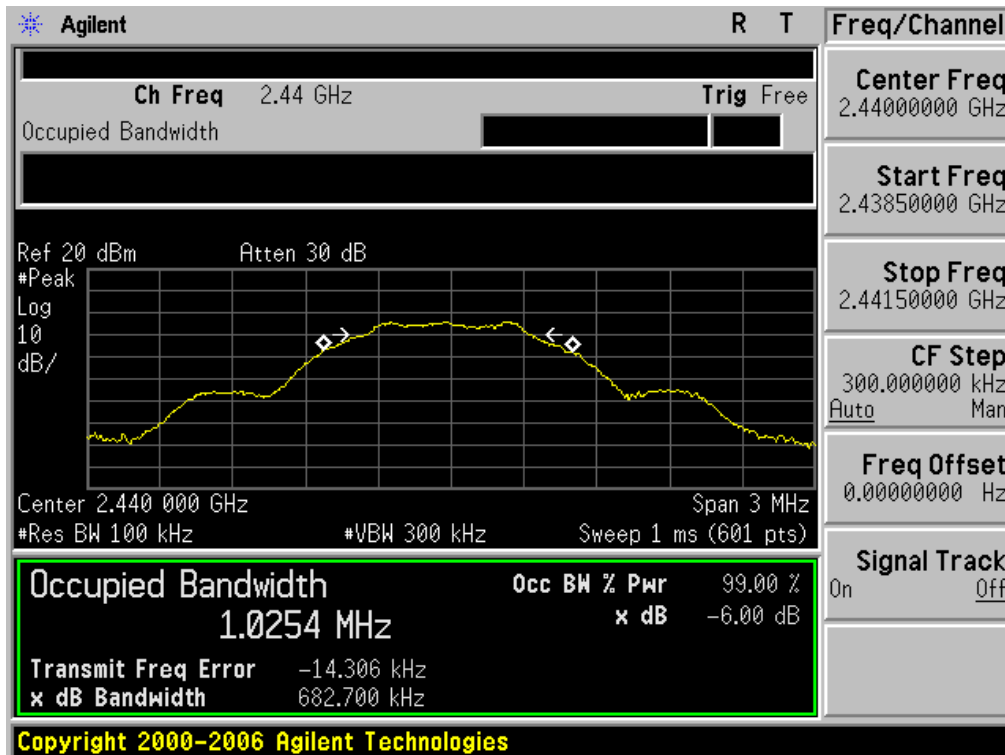 Agilent R T
Ch Freq 2.44 GHz Trig Free
Occupied Bandwidth
Ref 20 dBm Atten 30 dB
#Peak
Log
10
dB/
Center 2.440 000 GHz Span 3 MHz
#Res BW 100 kHz #VBW 300 kHz Sweep 1 ms (601 pts)
Occupied Bandwidth
1.0254 MHz
Occ BW % Pwr 99.00 %
x dB -6.00 dB
Transmit Freq Error -14.306 kHz
x dB Bandwidth 682.700 kHz
Copyright 2000-2006 Agilent Technologies
Freq/Channel
Center Freq
2.44000000 GHz
Start Freq
2.43850000 GHz
Stop Freq
2.44150000 GHz
CF Step
300.000000 kHz
Auto Man
Freq Offset
0.00000000 Hz
Signal Track
On Off